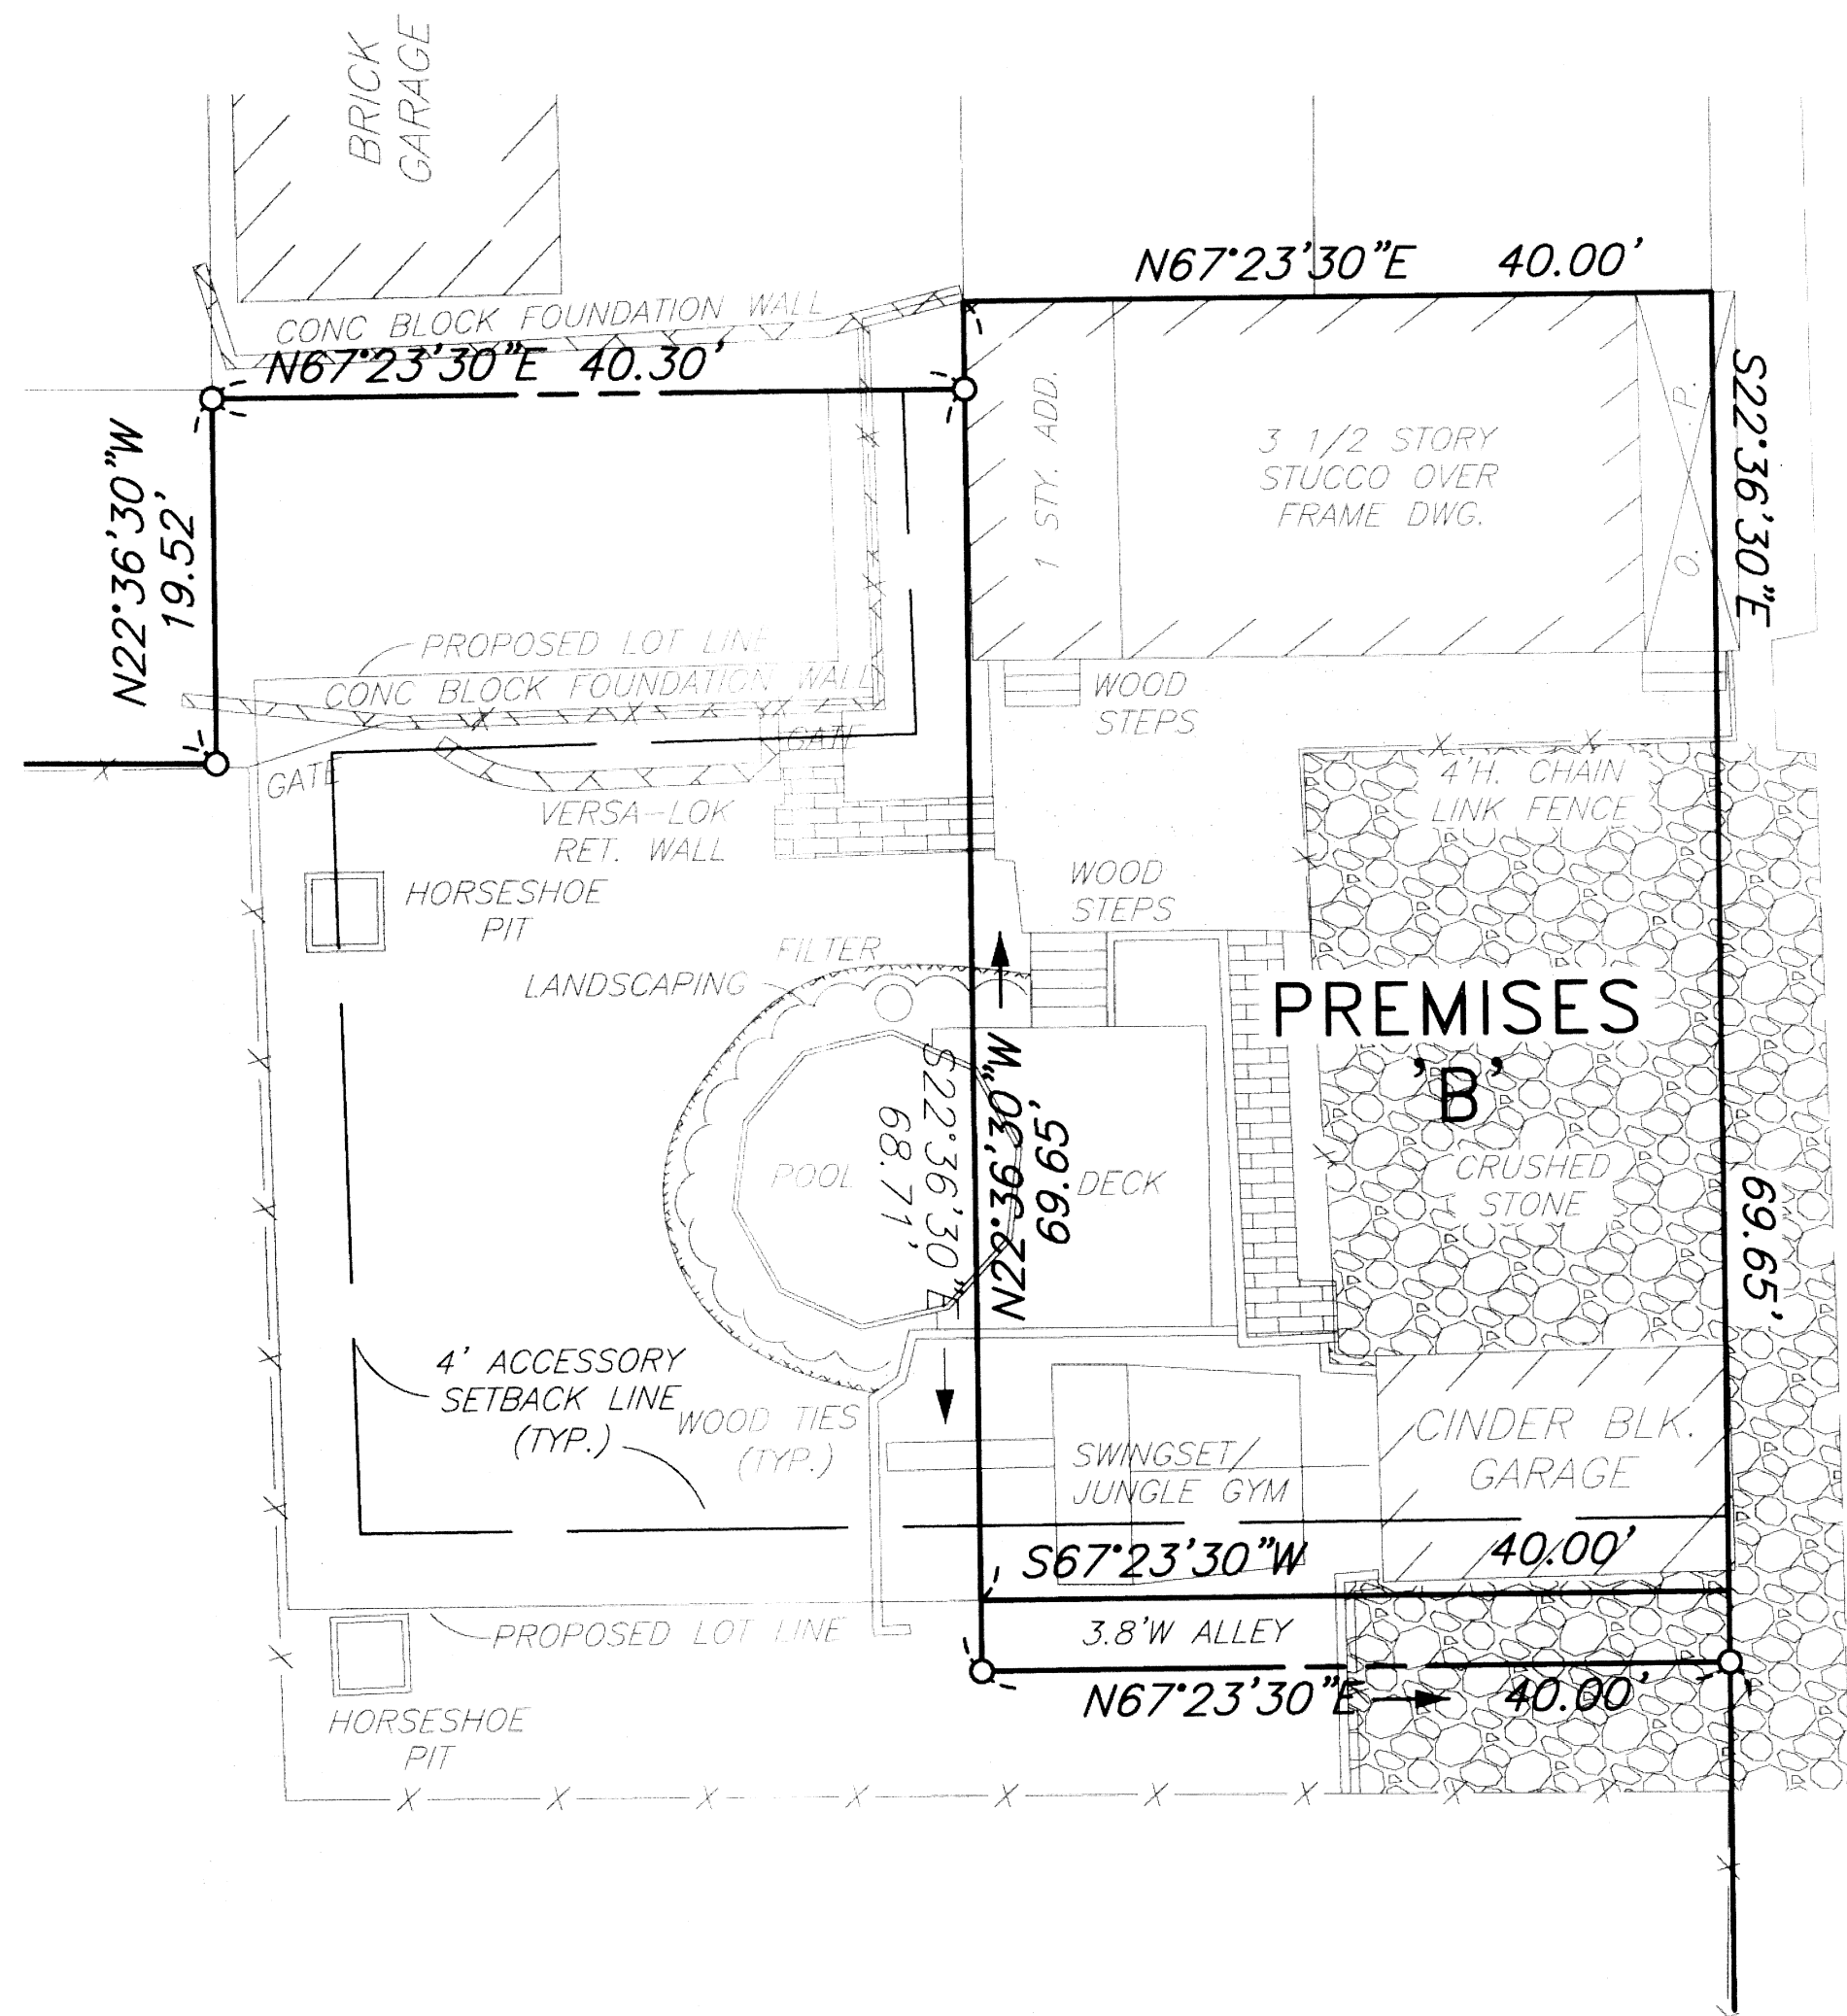 BRICK
GARAGE
N67°23'30"E 40.00'
CONC BLOCK FOUNDATION WALL
N67°23'30"E 40.30'
N22°36'30"W
19.52'
1 STY. ADD.
3 1/2 STORY
STUCCO OVER
FRAME DWG.
O. P.
S22°36'30"E
69.65'
PROPOSED LOT LINE
CONC BLOCK FOUNDATION WALL
GATE
GATE
WOOD
STEPS
VERSA-LOK
RET. WALL
4'H. CHAIN
LINK FENCE
HORSESHOE
PIT
WOOD
STEPS
FILTER
LANDSCAPING
PREMISES
'B'
S22°36'30"E
68.71'
N22°36'30"W
69.65'
POOL
DECK
CRUSHED
STONE
4' ACCESSORY
SETBACK LINE
(TYP.)
WOOD TIES
(TYP.)
SWINGSET/
JUNGLE GYM
CINDER BLK.
GARAGE
S67°23'30"W 40.00'
PROPOSED LOT LINE
3.8'W ALLEY
N67°23'30"E 40.00'
HORSESHOE
PIT